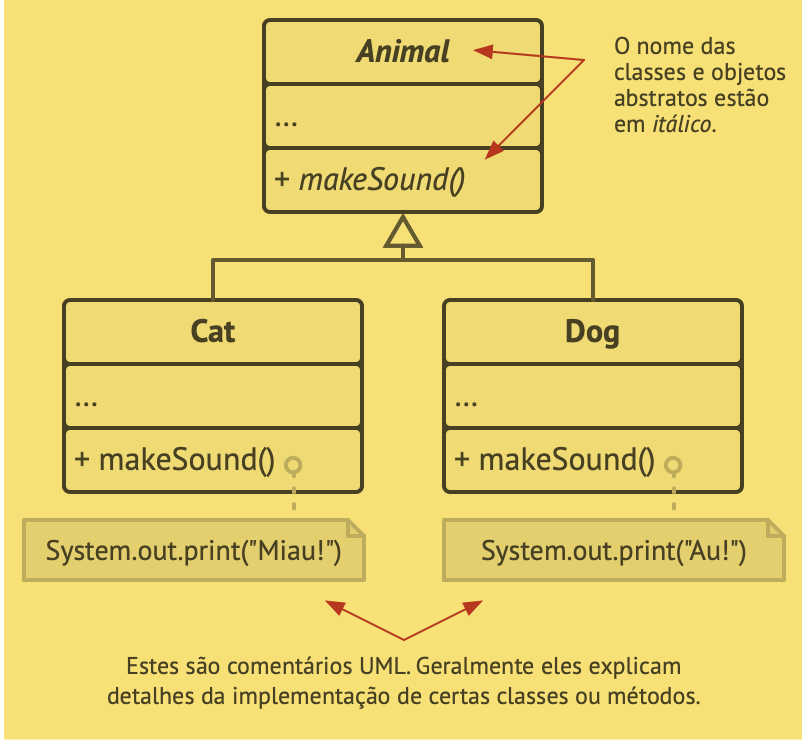 Animal
...
+ makeSound()
O nome das
classes e objetos
abstratos estão
em itálico.
Cat
...
+ makeSound()
System.out.print("Miau!")
Dog
...
+ makeSound()
System.out.print("Au!")
Estes são comentários UML. Geralmente eles explicam
detalhes da implementação de certas classes ou métodos.